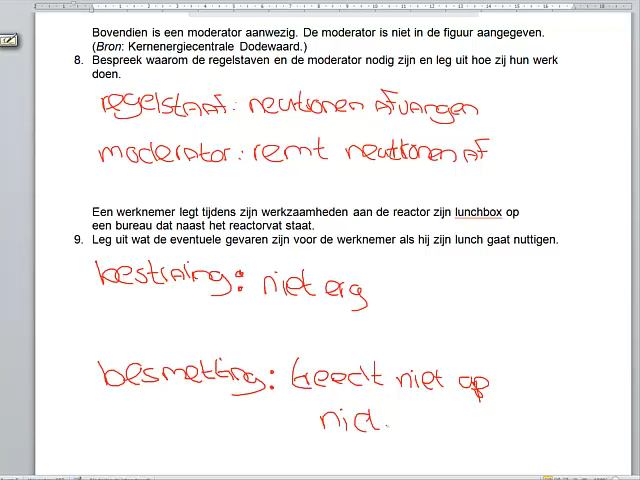 Bovendien is een moderator aanwezig. De moderator is niet in de figuur aangegeven.
(Bron: Kernenergiecentrale Dodewaard.)
8. Bespreek waarom de regelstaven en de moderator nodig zijn en leg uit hoe zij hun werk
doen.
regelstaaf: neutronen afvangen
moderator: remt neutronen af
Een werknemer legt tijdens zijn werkzaamheden aan de reactor zijn lunchbox op
een bureau dat naast het reactorvat staat.
9. Leg uit wat de eventuele gevaren zijn voor de werknemer als hij zijn lunch gaat nuttigen.
bestraling: niet erg
besmetting: treedt niet op